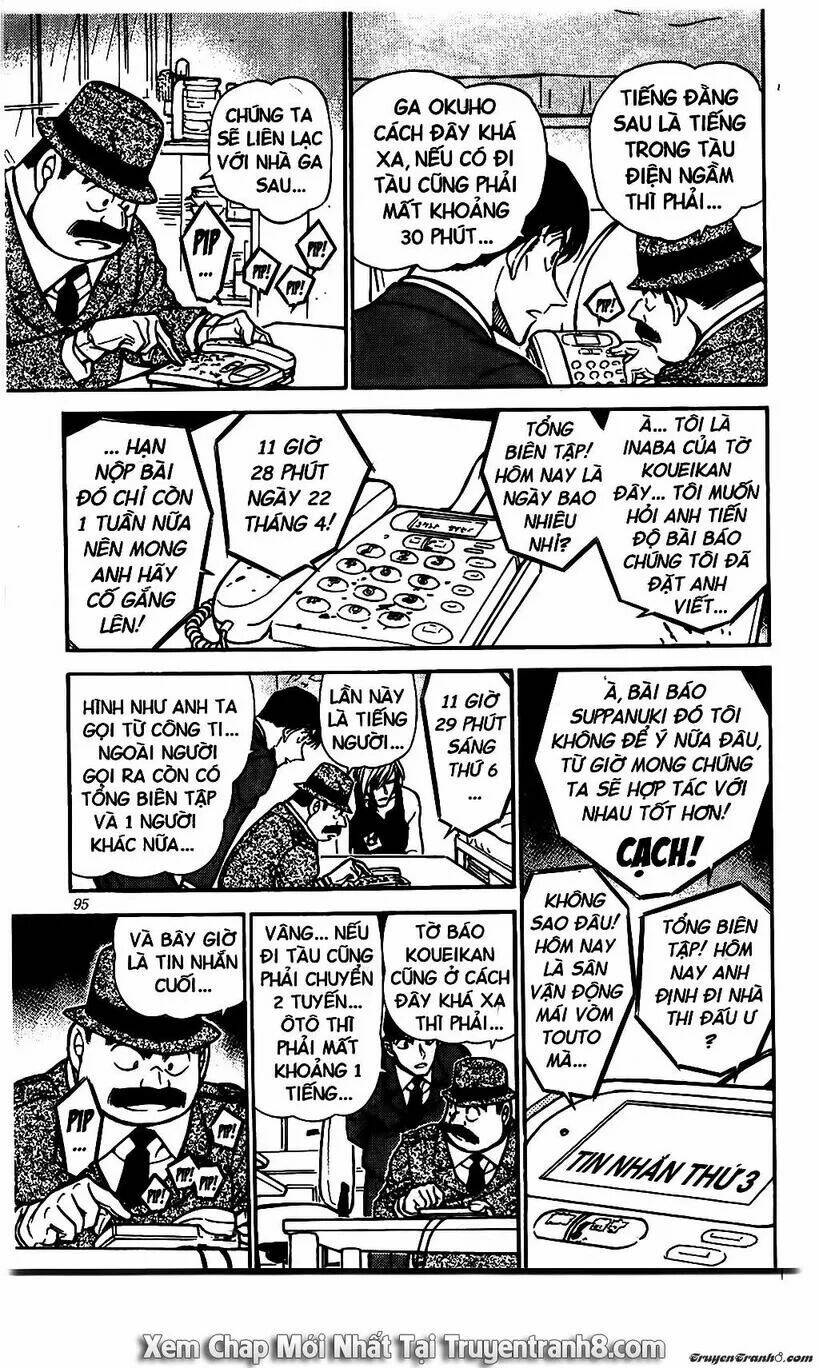 TIẾNG ĐẰNG
SAU LÀ TIẾNG
TRONG TÀU
ĐIỆN NGẦM
THÌ PHẢI...
GA OKUHO
CÁCH ĐÂY KHÁ
XA, NẾU CÓ ĐI
TÀU CŨNG PHẢI
MẤT KHOẢNG
30 PHÚT...
PIP!
CHÚNG TA
SẼ LIÊN LẠC
VỚI NHÀ GA
SAU...
PIP!
PIP!
PIP!
PIP
...
À... TÔI LÀ
INABA CỦA TỜ
KOUEIKAN
ĐÂY... TÔI MUỐN
HỎI ANH TIẾN
ĐỘ BÀI BÁO
CHÚNG TÔI ĐÃ
ĐẶT ANH
VIẾT...
TỔNG
BIÊN TẬP!
HÔM NAY LÀ
NGÀY BAO
NHIÊU
NHỈ?
11 GIỜ
28 PHÚT
NGÀY 22
THÁNG 4!
... HẠN
NỘP BÀI
ĐÓ CHỈ CÒN
1 TUẦN NỮA
NÊN MONG
ANH HÃY
CỐ GẮNG
LÊN!
À, BÀI BÁO
SUPPANUKI ĐÓ TÔI
KHÔNG ĐỂ Ý NỮA ĐÂU,
TỪ GIỜ MONG CHÚNG
TA SẼ HỢP TÁC VỚI
NHAU TỐT HƠN!
CẠCH!
TỔNG BIÊN
TẬP! HÔM
NAY ANH
ĐỊNH ĐI NHÀ
THI ĐẤU Ư
?
KHÔNG
SAO ĐÂU!
HÔM NAY
LÀ SÂN
VẬN ĐỘNG
MÁI VÒM
TOUTO
MÀ...
TIN NHẮN THỨ 3
11 GIỜ
29 PHÚT
SÁNG
THỨ 6
...
LẦN NÀY
LÀ TIẾNG
NGƯỜI...
HÌNH NHƯ ANH TA
GỌI TỪ CÔNG TI...
NGOÀI NGƯỜI
GỌI RA CÒN CÓ
TỔNG BIÊN TẬP
VÀ 1 NGƯỜI
KHÁC NỮA...
95
TỜ BÁO
KOUEIKAN
CŨNG Ở CÁCH
ĐÂY KHÁ XA
THÌ PHẢI...
VÂNG... NẾU
ĐI TÀU CŨNG
PHẢI CHUYỂN
2 TUYẾN...
ÔTÔ THÌ
PHẢI MẤT
KHOẢNG 1
TIẾNG...
VÀ BÂY GIỜ
LÀ TIN NHẮN
CUỐI...
PIP!
PIP!
PIP!
PIP!
PIP
...
Xem Chap Mới Nhất Tại Truyentranh8.com
TruyenTranh8.com